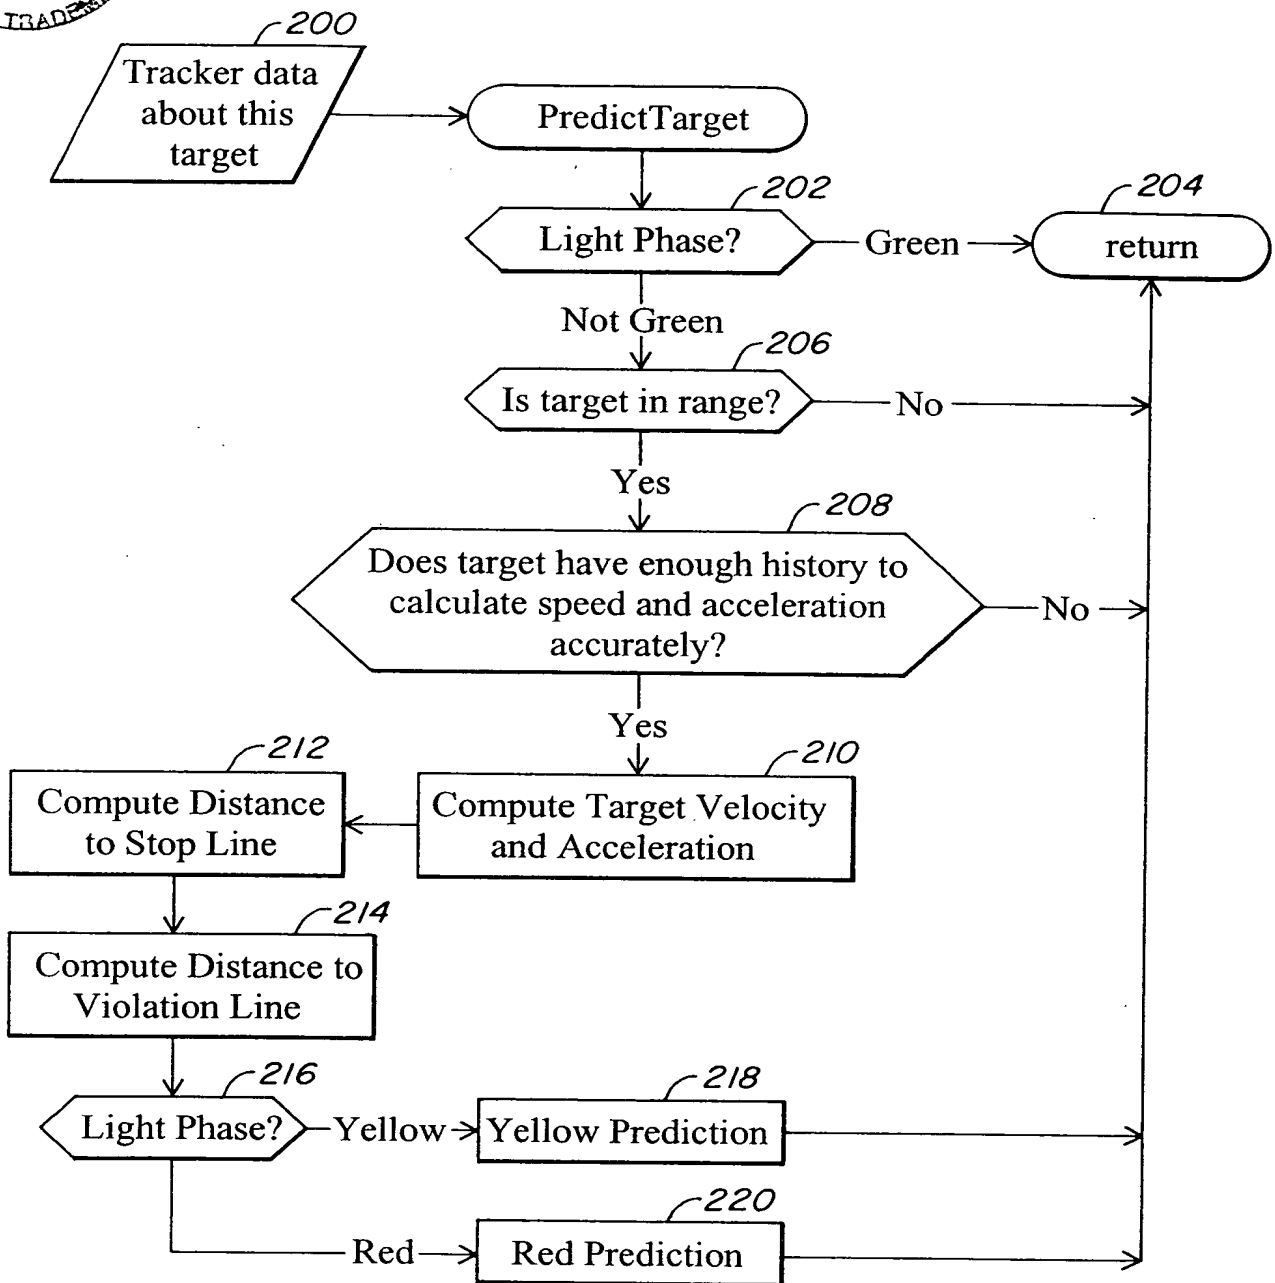 TRADEM
200
Tracker data
about this
target
PredictTarget
202
Light Phase?
Green
204
return
Not Green
206
Is target in range?
No
Yes
208
Does target have enough history to
calculate speed and acceleration
accurately?
No
Yes
212
Compute Distance
to Stop Line
210
Compute Target Velocity
and Acceleration
214
Compute Distance to
Violation Line
216
Light Phase?
Yellow
218
Yellow Prediction
220
Red
Red Prediction